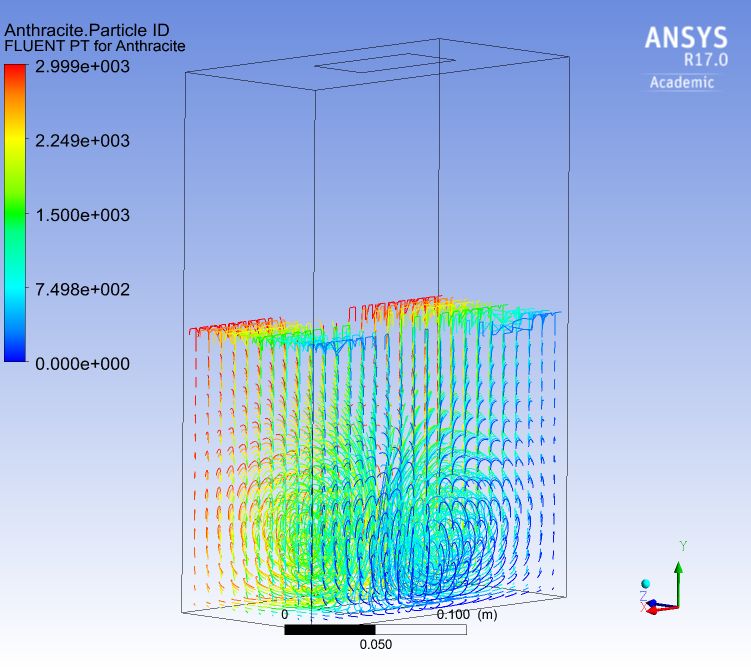 Anthracite.Particle ID
FLUENT PT for Anthracite
2.999e+003
2.249e+003
1.500e+003
7.498e+002
0.000e+000
ANSYS
R17.0
Academic
0
0.100 (m)
0.050
Y
Z
X